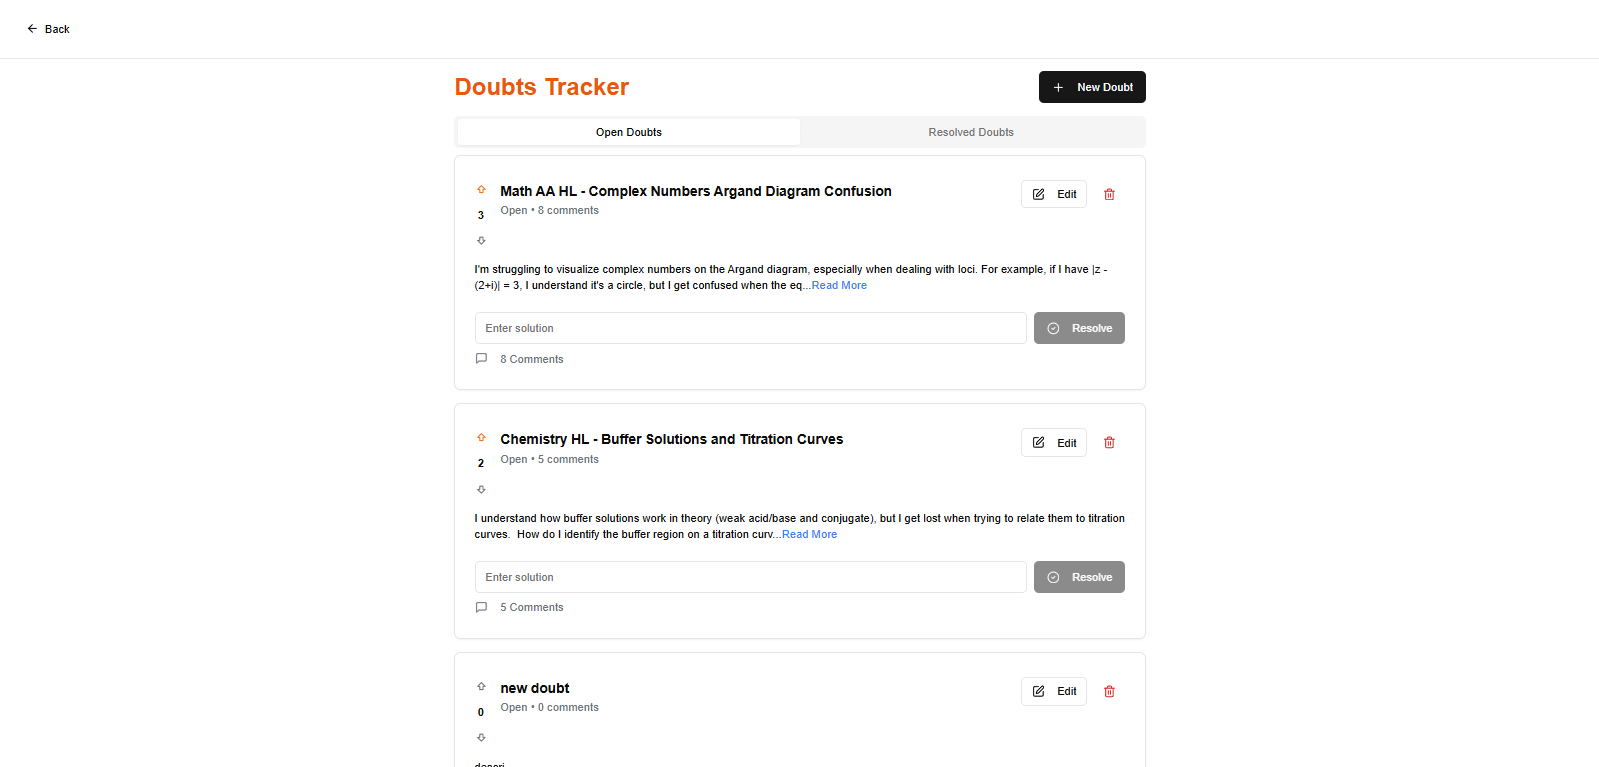 Back
Doubts Tracker
New Doubt
Open Doubts
Resolved Doubts
Math AA HL - Complex Numbers Argand Diagram Confusion
Edit
Open • 8 comments
3
I'm struggling to visualize complex numbers on the Argand diagram, especially when dealing with loci. For example, if I have |z -
(2+i)| = 3, I understand it's a circle, but I get confused when the eq...Read More
Enter solution
Resolve
8 Comments
Chemistry HL - Buffer Solutions and Titration Curves
Edit
Open • 5 comments
2
I understand how buffer solutions work in theory (weak acid/base and conjugate), but I get lost when trying to relate them to titration
curves.  How do I identify the buffer region on a titration curv...Read More
Enter solution
Resolve
5 Comments
new doubt
Edit
Open • 0 comments
0